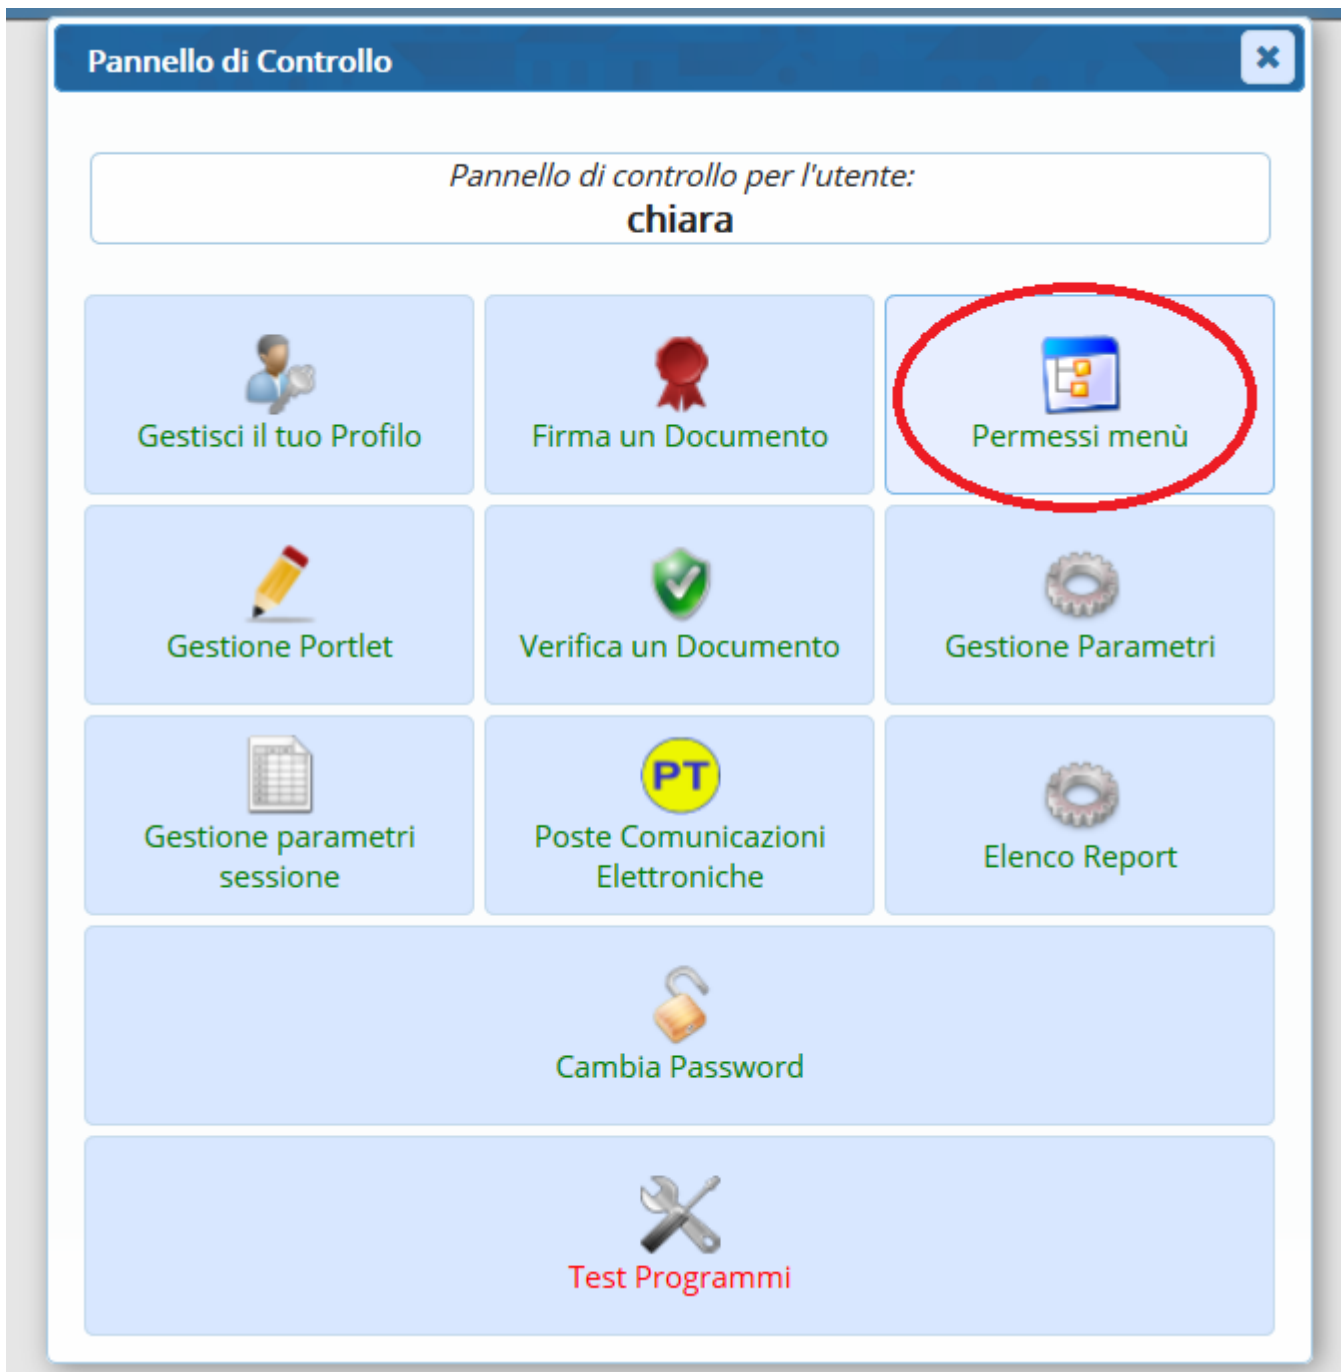 Pannello di Controllo
Pannello di controllo per l'utente:
chiara
Gestisci il tuo Profilo
Firma un Documento
Permessi menù
Gestione Portlet
Verifica un Documento
Gestione Parametri
Gestione parametri
sessione
PT
Poste Comunicazioni
Elettroniche
Elenco Report
Cambia Password
Test Programmi